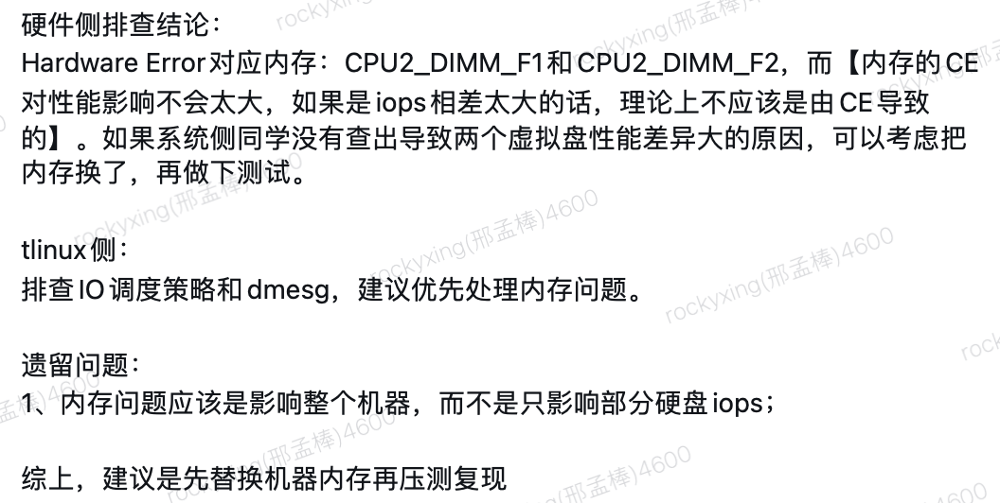 硬件侧排查结论：
Hardware Error对应内存：CPU2_DIMM_F1和CPU2_DIMM_F2，而【内存的CE
对性能影响不会太大，如果是iops相差太大的话，理论上不应该是由CE导致
的】。如果系统侧同学没有查出导致两个虚拟盘性能差异大的原因，可以考虑把
内存换了，再做下测试。
tlinux侧：
排查IO调度策略和dmesg，建议优先处理内存问题。
遗留问题：
1、内存问题应该是影响整个机器，而不是只影响部分硬盘iops；
综上，建议是先替换机器内存再压测复现
rockyxing(邢孟棒)4600